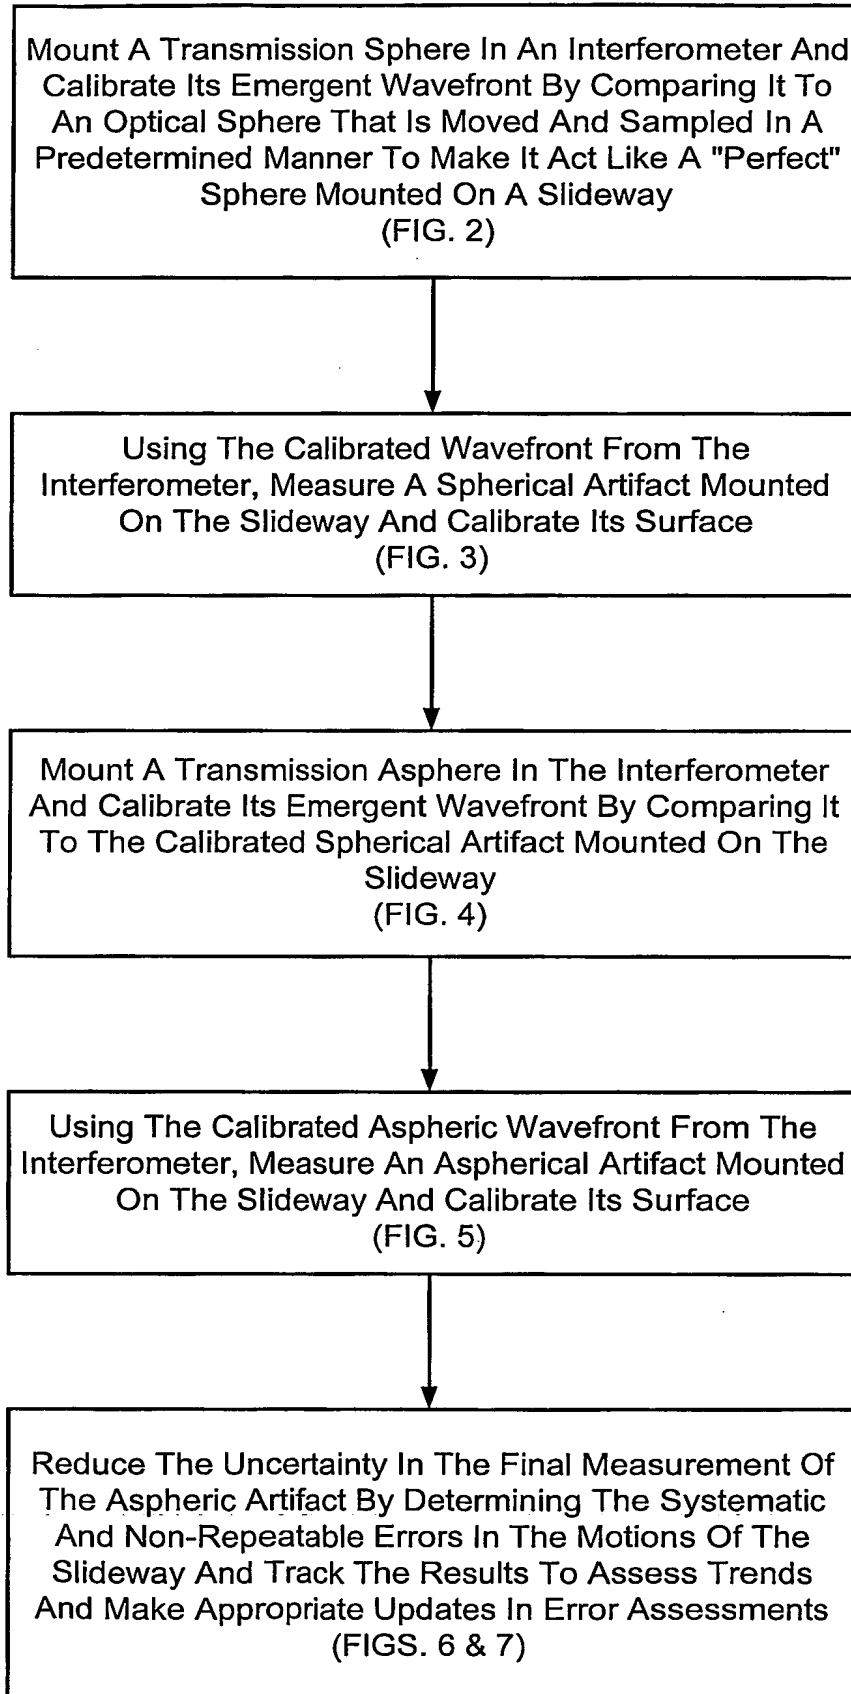 Mount A Transmission Sphere In An Interferometer And
Calibrate Its Emergent Wavefront By Comparing It To
An Optical Sphere That Is Moved And Sampled In A
Predetermined Manner To Make It Act Like A "Perfect"
Sphere Mounted On A Slideway
(FIG. 2)
Using The Calibrated Wavefront From The
Interferometer, Measure A Spherical Artifact Mounted
On The Slideway And Calibrate Its Surface
(FIG. 3)
Mount A Transmission Asphere In The Interferometer
And Calibrate Its Emergent Wavefront By Comparing It
To The Calibrated Spherical Artifact Mounted On The
Slideway
(FIG. 4)
Using The Calibrated Aspheric Wavefront From The
Interferometer, Measure An Aspherical Artifact Mounted
On The Slideway And Calibrate Its Surface
(FIG. 5)
Reduce The Uncertainty In The Final Measurement Of
The Aspheric Artifact By Determining The Systematic
And Non-Repeatable Errors In The Motions Of The
Slideway And Track The Results To Assess Trends
And Make Appropriate Updates In Error Assessments
(FIGS. 6 & 7)